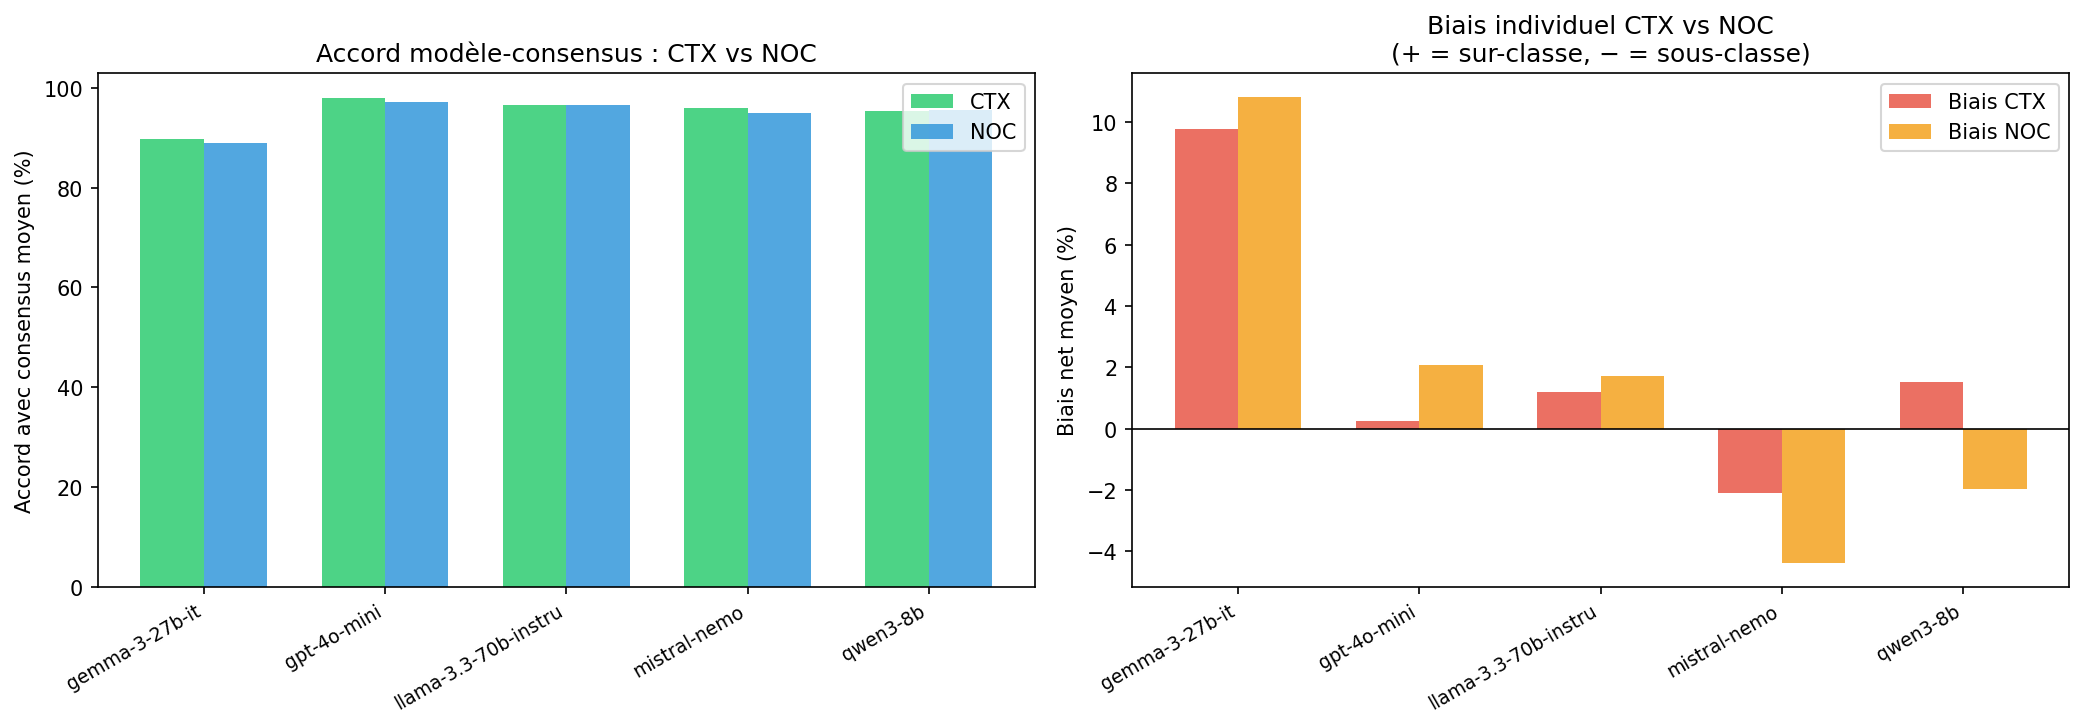 Accord modèle-consensus : CTX vs NOC
Accord avec consensus moyen (%)
100
80
60
40
20
0
CTX
NOC
gemma-3-27b-it
gpt-4o-mini
llama-3.3-70b-instru
mistral-nemo
qwen3-8b
Biais individuel CTX vs NOC
(+ = sur-classe, − = sous-classe)
Biais net moyen (%)
10
8
6
4
2
0
−2
−4
Biais CTX
Biais NOC
gemma-3-27b-it
gpt-4o-mini
llama-3.3-70b-instru
mistral-nemo
qwen3-8b